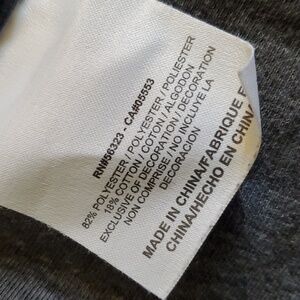 RN#56323 - CA#05553
82% POLYESTER / POLYESTER / POLIESTER
18% COTTON / COTON / ALGODON
EXCLUSIVE OF DECORATION / DECORATION
NON COMPRISE / NO INCLUYE LA
DECORACION
MADE IN CHINA/FABRIQUE E
CHINA/HECHO EN CHINA